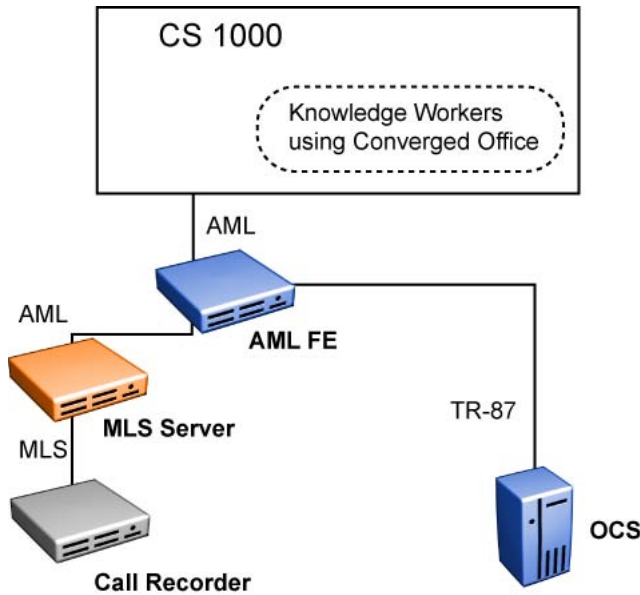 CS 1000
Knowledge Workers
using Converged Office
AML
AML FE
AML
MLS Server
TR-87
MLS
OCS
Call Recorder